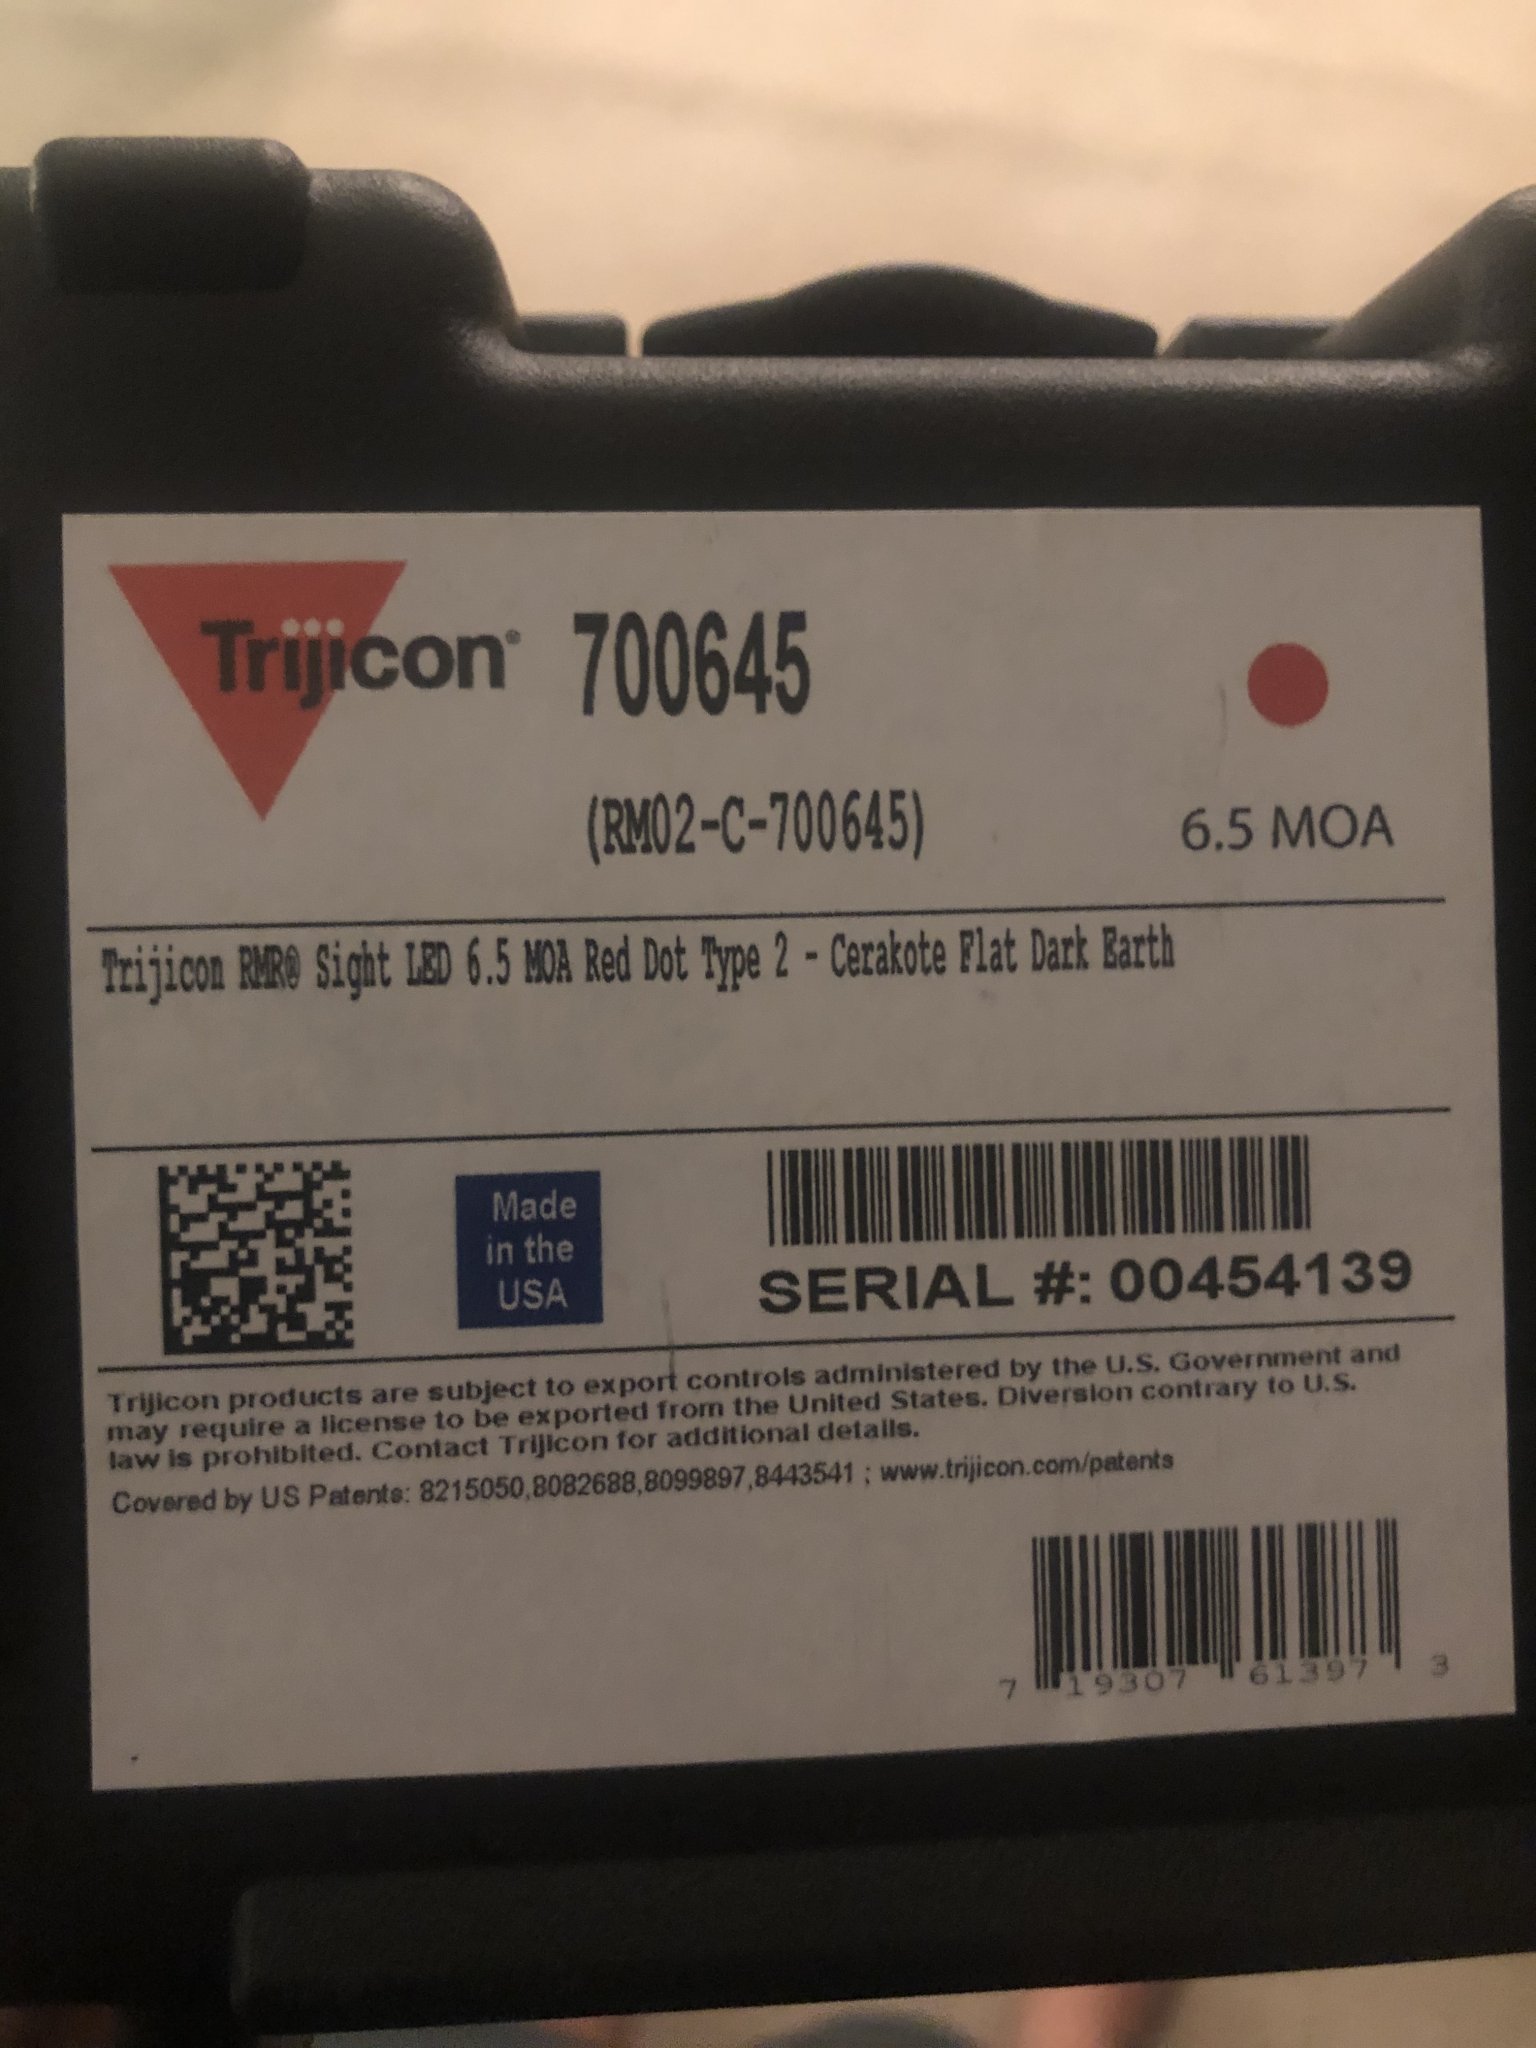 Trijicon® 700645
(RM02-C-700645)
6.5 MOA
Trijicon RMR® Sight LED 6.5 MOA Red Dot Type 2 - Cerakote Flat Dark Earth
Made
in the
USA
SERIAL #: 00454139
Trijicon products are subject to export controls administered by the U.S. Government and
may require a license to be exported from the United States. Diversion contrary to U.S.
law is prohibited. Contact Trijicon for additional details.
Covered by US Patents: 8215050,8082688,8099897,8443541 ; www.trijicon.com/patents
7 19307 61397 3